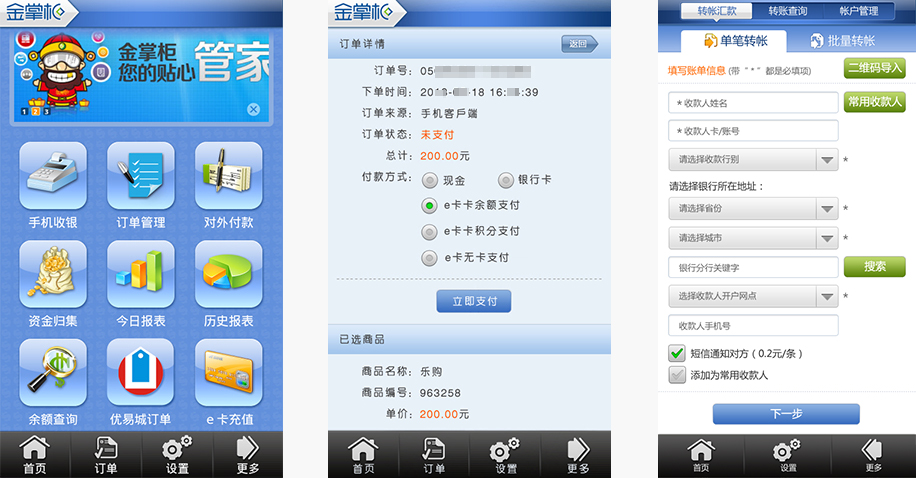 金掌柜
金掌柜
您的贴心
管家
1 2 3
手机收银
订单管理
对外付款
资金归集
今日报表
历史报表
余额查询
优易城订单
e卡充值
首页
订单
设置
更多
金掌柜
订单详情
返回
订单号：
下单时间：
订单来源：手机客户端
订单状态：未支付
总计：200.00元
付款方式：
现金
银行卡
e卡卡余额支付
e卡卡积分支付
e卡无卡支付
立即支付
已选商品
商品名称：乐购
商品编号：963258
单价：200.00元
首页
订单
设置
更多
转帐汇款
转账查询
帐户管理
单笔转帐
批量转帐
填写账单信息 (带 "*" 都是必填项)
二维码导入
*收款人姓名
常用收款人
*收款人卡/账号
请选择收款行别 *
请选择银行所在地址：
请选择省份 *
请选择城市 *
银行分行关键字
搜索
选择收款人开户网点 *
收款人手机号
短信通知对方（0.2元/条）
添加为常用收款人
下一步
首页
设置
更多